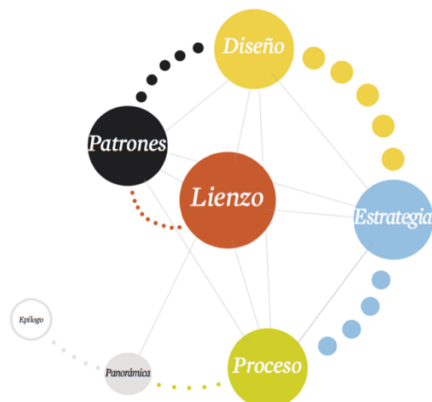 Diseño
Patrones
Lienzo
Estrategia
Epílogo
Panorámica
Proceso